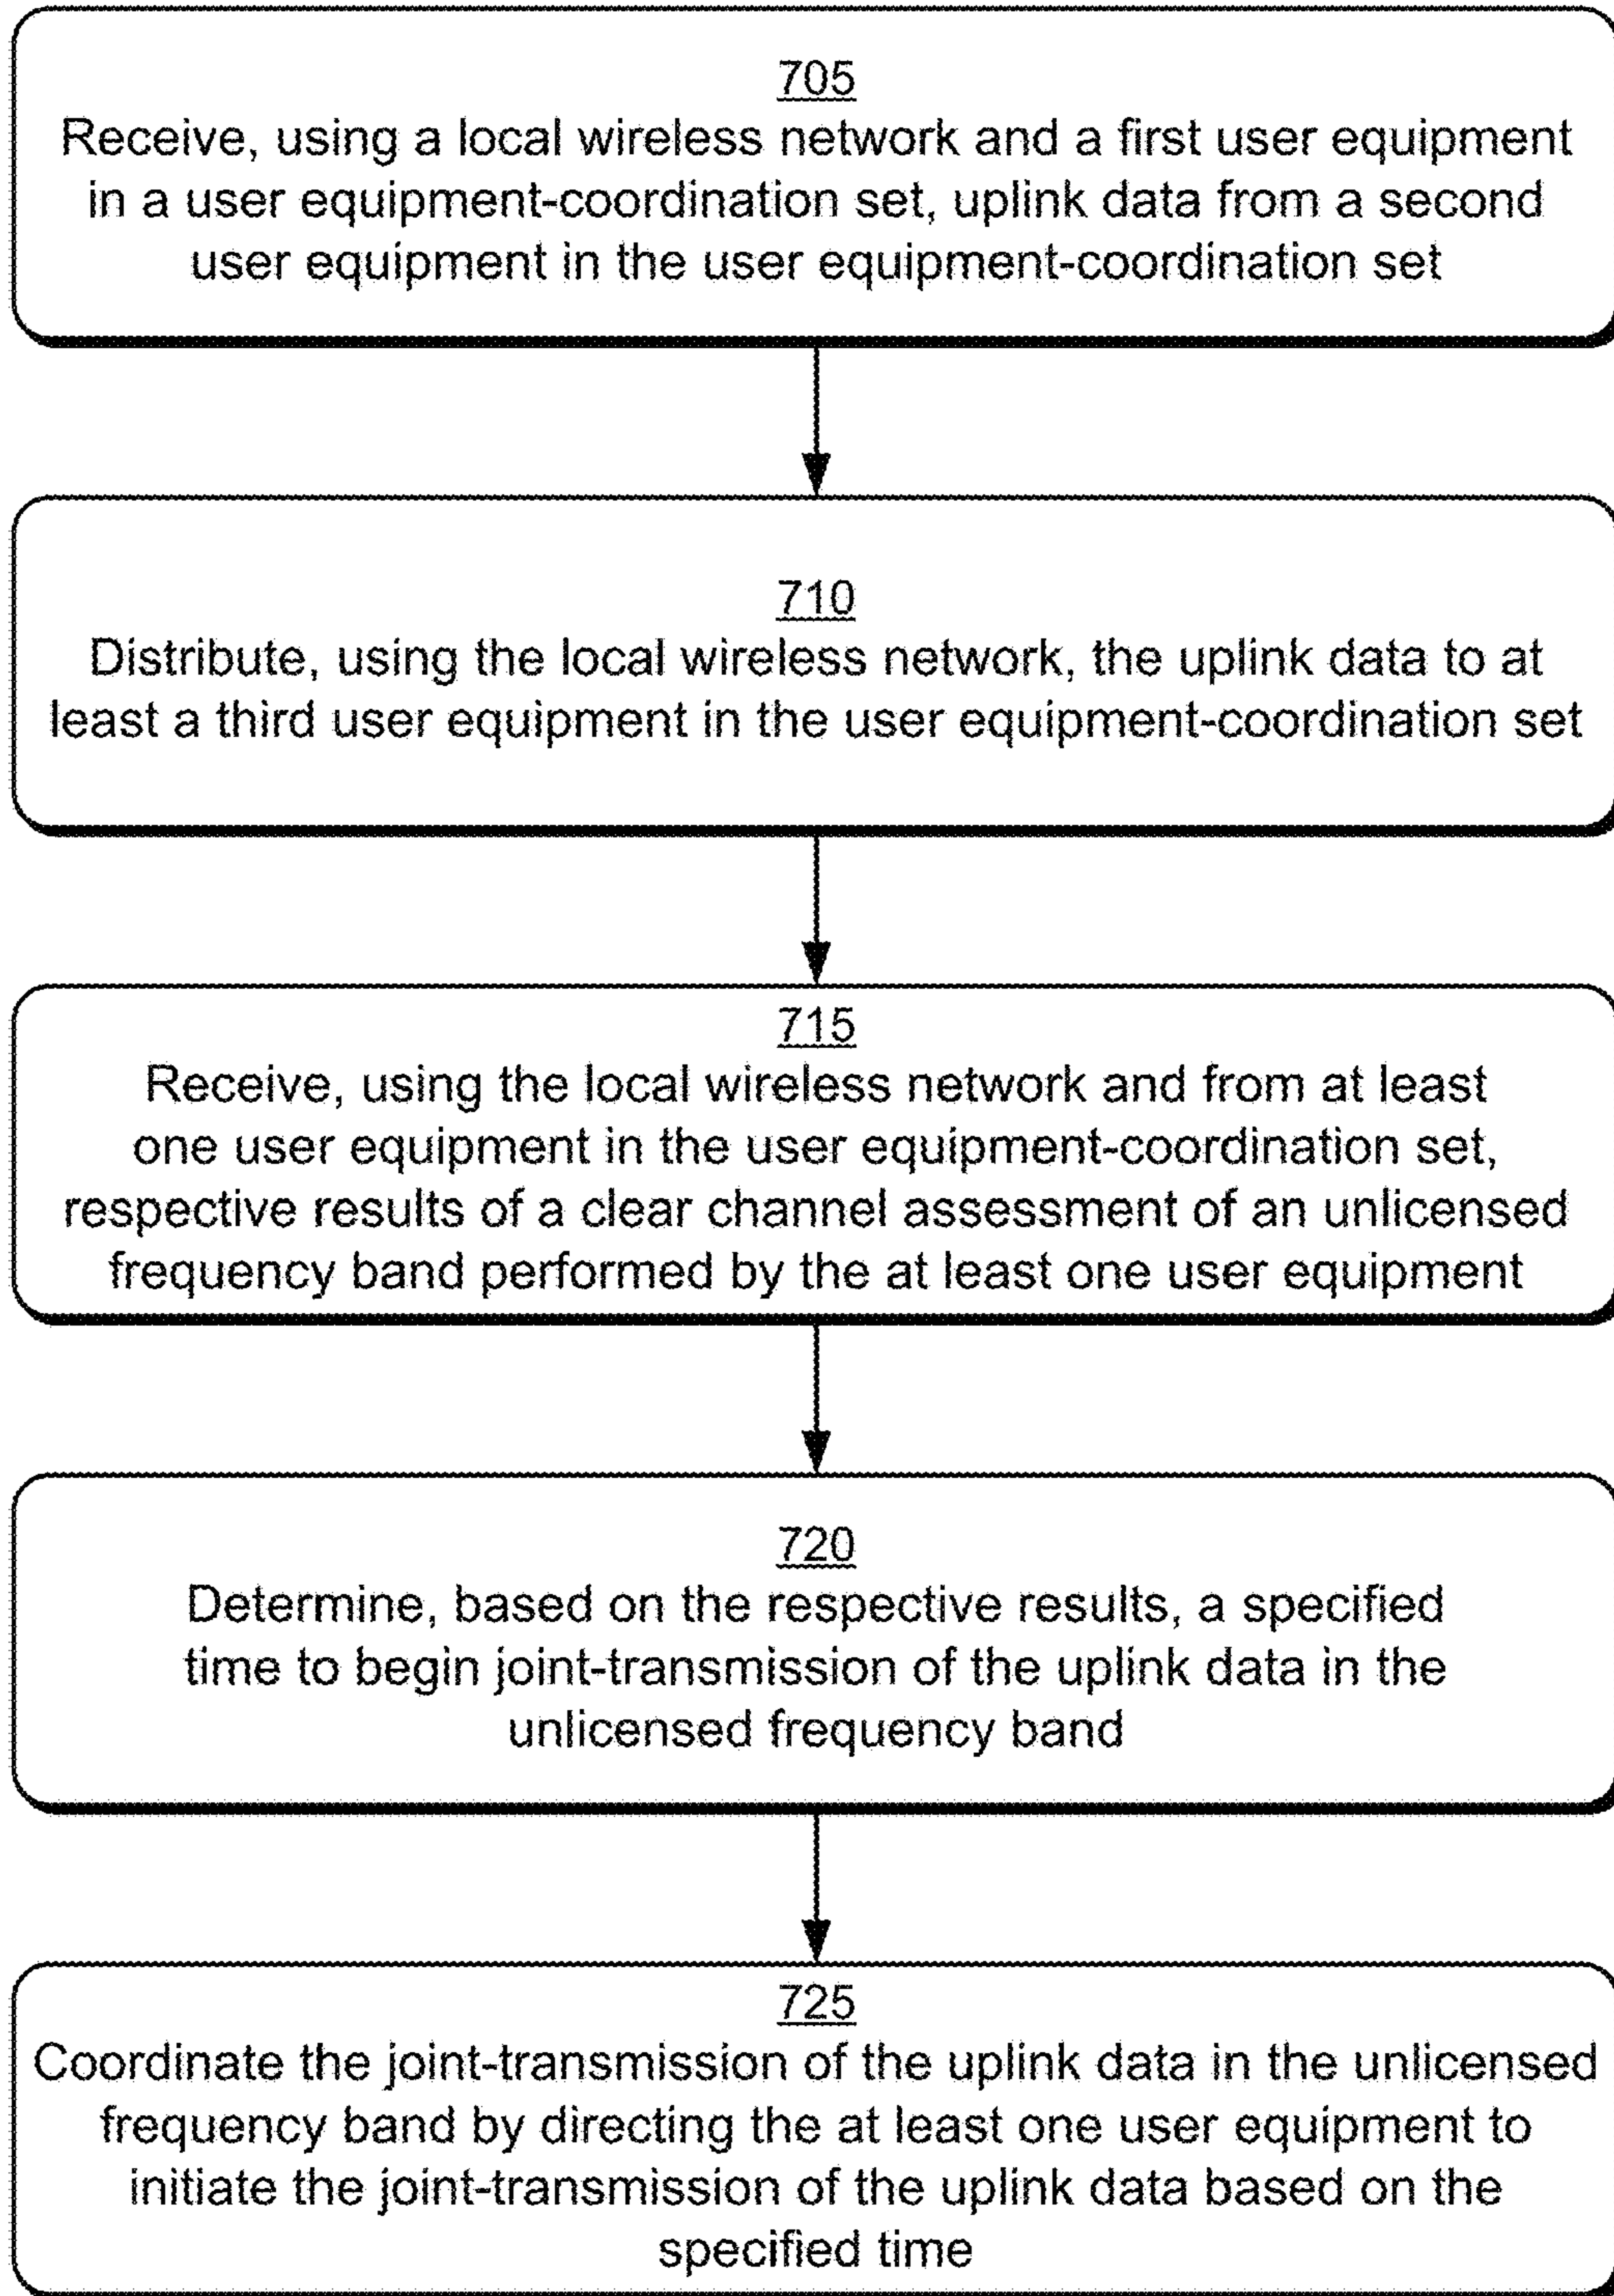 705
Receive, using a local wireless network and a first user equipment
in a user equipment-coordination set, uplink data from a second
user equipment in the user equipment-coordination set
710
Distribute, using the local wireless network, the uplink data to at
least a third user equipment in the user equipment-coordination set
715
Receive, using the local wireless network and from at least
one user equipment in the user equipment-coordination set,
respective results of a clear channel assessment of an unlicensed
frequency band performed by the at least one user equipment
720
Determine, based on the respective results, a specified
time to begin joint-transmission of the uplink data in the
unlicensed frequency band
725
Coordinate the joint-transmission of the uplink data in the unlicensed
frequency band by directing the at least one user equipment to
initiate the joint-transmission of the uplink data based on the
specified time